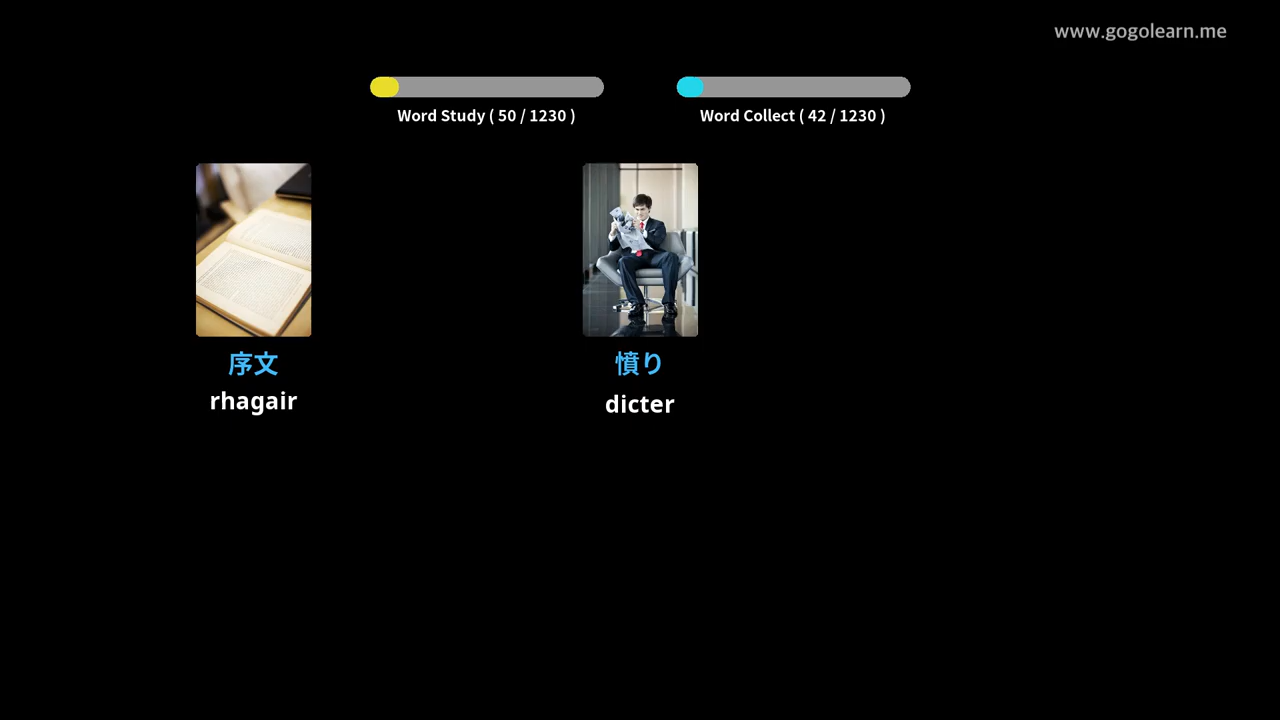 www.gogolearn.me
Word Study ( 50 / 1230 )
Word Collect ( 42 / 1230 )
序文
rhagair
憤り
dicter